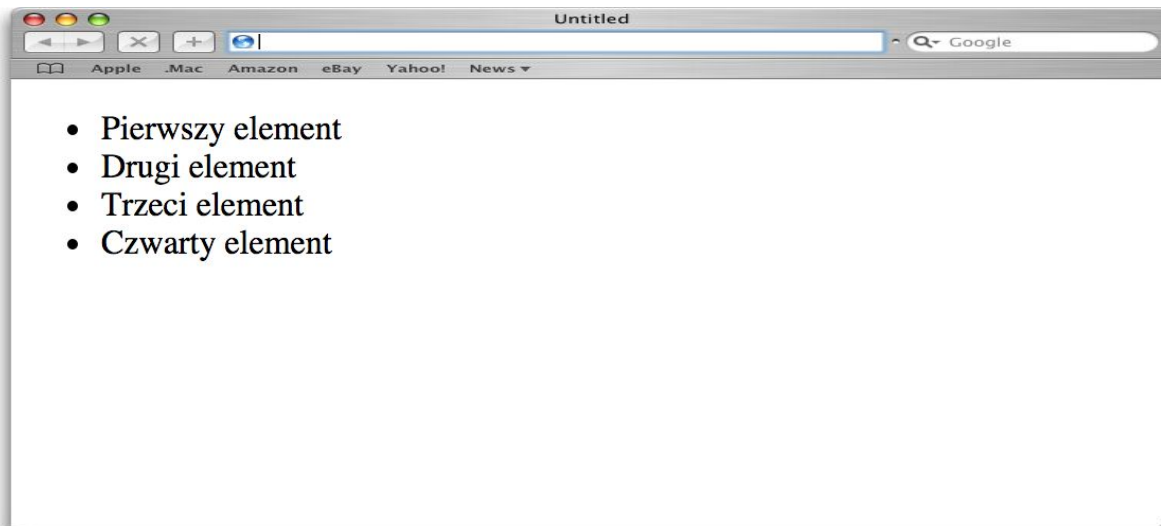 Untitled
Google
Apple .Mac Amazon eBay Yahoo! News
Pierwszy element
Drugi element
Trzeci element
Czwarty element